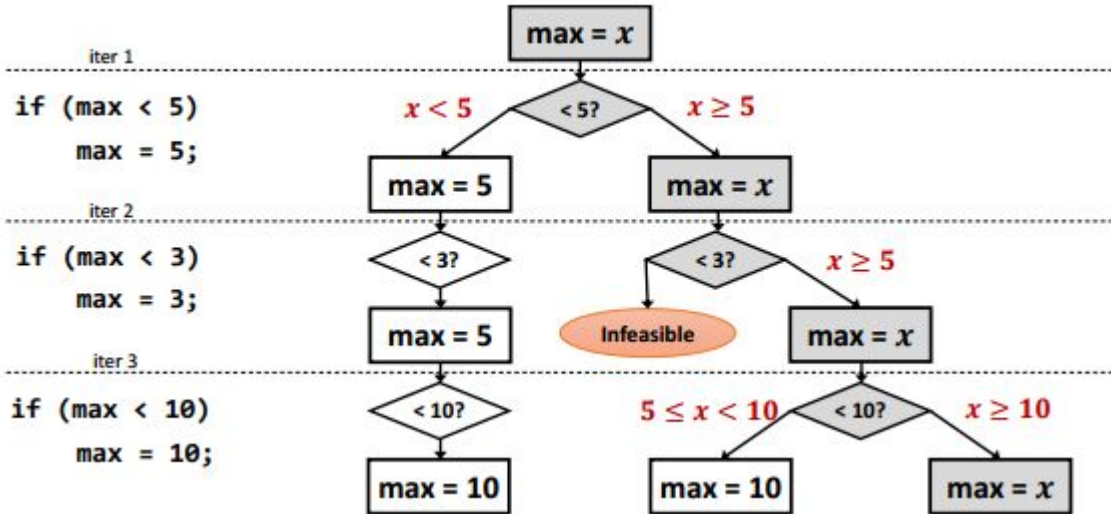 max = x
iter 1
if (max < 5)
max = 5;
x < 5
< 5?
x ≥ 5
max = 5
max = x
iter 2
if (max < 3)
max = 3;
< 3?
< 3?
x ≥ 5
max = 5
Infeasible
max = x
iter 3
if (max < 10)
max = 10;
< 10?
5 ≤ x < 10
< 10?
x ≥ 10
max = 10
max = 10
max = x